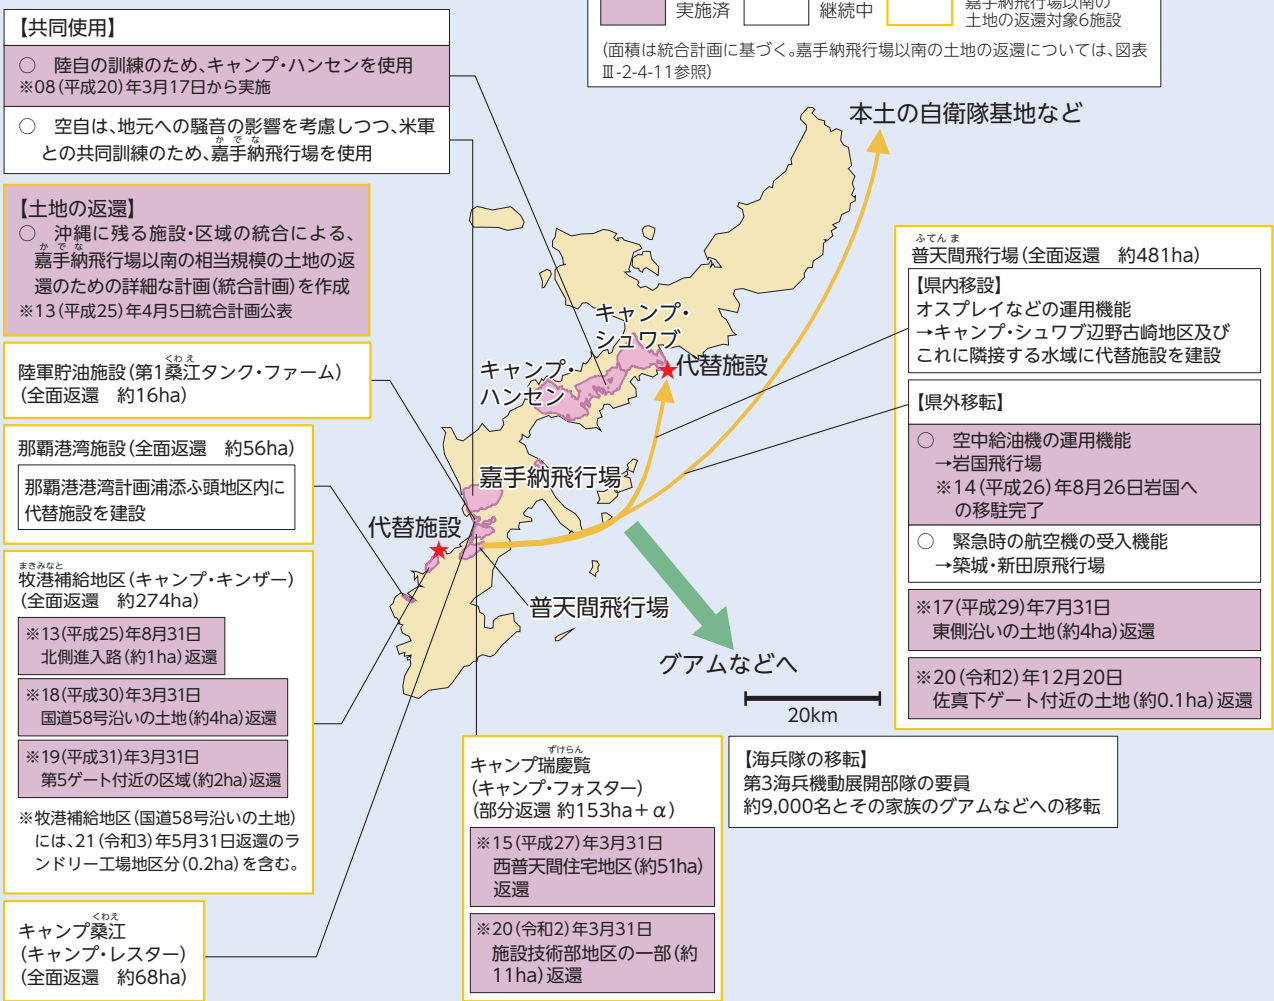 実施済
継続中
嘉手納飛行場以南の
土地の返還対象6施設
(面積は統合計画に基づく。嘉手納飛行場以南の土地の返還については、図表
Ⅲ-2-4-11参照)
【共同使用】
○ 陸自の訓練のため、キャンプ・ハンセンを使用
※08(平成20)年3月17日から実施
○ 空自は、地元への騒音の影響を考慮しつつ、米軍
かでな
との共同訓練のため、嘉手納飛行場を使用
【土地の返還】
○ 沖縄に残る施設・区域の統合による、
かでな
嘉手納飛行場以南の相当規模の土地の返
還のための詳細な計画(統合計画)を作成
※13(平成25)年4月5日統合計画公表
くわえ
陸軍貯油施設(第1桑江タンク・ファーム)
(全面返還 約16ha)
那覇港湾施設(全面返還 約56ha)
那覇港港湾計画浦添ふ頭地区内に
代替施設を建設
まきみなと
牧港補給地区(キャンプ・キンザー)
(全面返還 約274ha)
※13(平成25)年8月31日
北側進入路(約1ha)返還
※18(平成30)年3月31日
国道58号沿いの土地(約4ha)返還
※19(平成31)年3月31日
第5ゲート付近の区域(約2ha)返還
※牧港補給地区(国道58号沿いの土地)
には、21(令和3)年5月31日返還のラ
ンドリー工場地区分(0.2ha)を含む。
くわえ
キャンプ桑江
(キャンプ・レスター)
(全面返還 約68ha)
本土の自衛隊基地など
キャンプ・
シュワブ
代替施設
キャンプ・
ハンセン
嘉手納飛行場
代替施設
普天間飛行場
グアムなどへ
20km
ふてんま
普天間飛行場(全面返還 約481ha)
【県内移設】
オスプレイなどの運用機能
→キャンプ・シュワブ辺野古崎地区及び
これに隣接する水域に代替施設を建設
【県外移転】
○ 空中給油機の運用機能
→岩国飛行場
※14(平成26)年8月26日岩国へ
の移駐完了
○ 緊急時の航空機の受入機能
→築城・新田原飛行場
※17(平成29)年7月31日
東側沿いの土地(約4ha)返還
※20(令和2)年12月20日
佐真下ゲート付近の土地(約0.1ha)返還
ずけらん
キャンプ瑞慶覧
(キャンプ・フォスター)
(部分返還 約153ha+α)
※15(平成27)年3月31日
西普天間住宅地区(約51ha)
返還
※20(令和2)年3月31日
施設技術部地区の一部(約
11ha)返還
【海兵隊の移転】
第3海兵機動展開部隊の要員
約9,000名とその家族のグアムなどへの移転